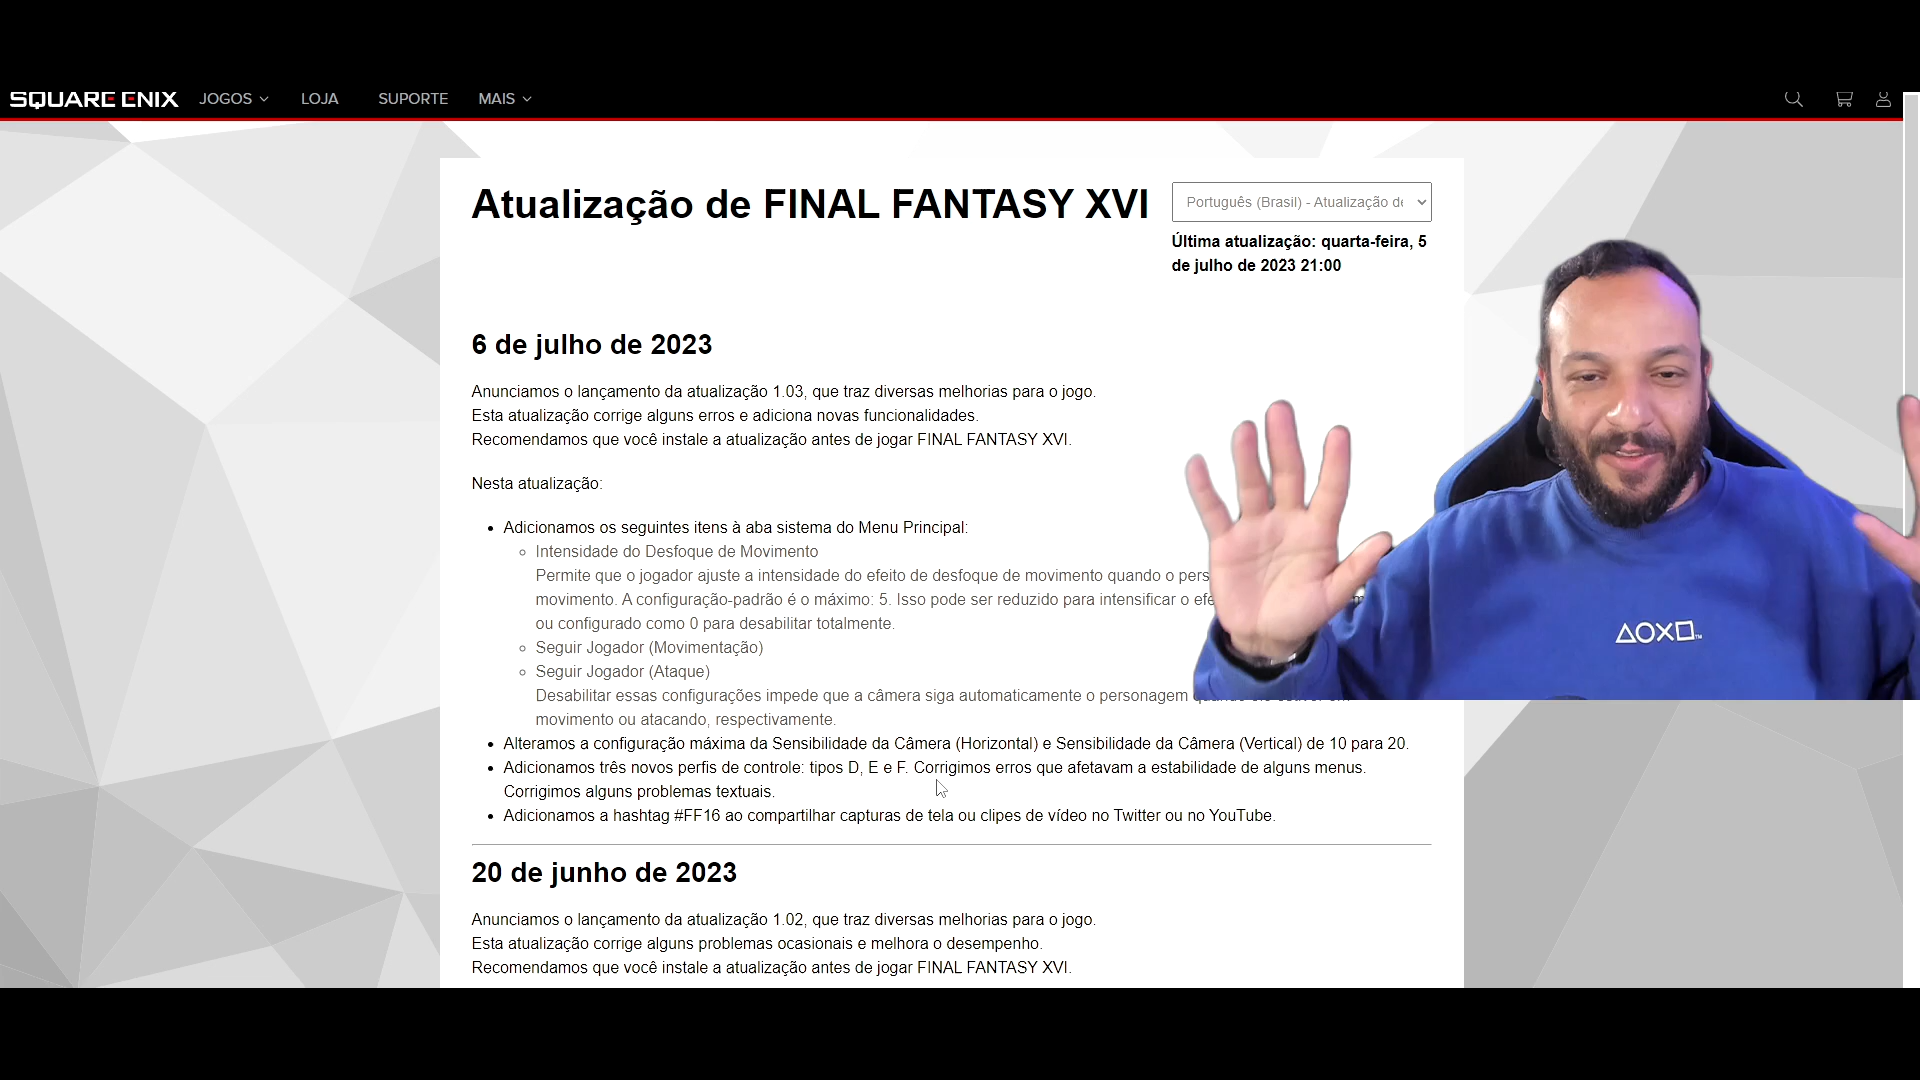 SQUARE ENIX JOGOS LOJA SUPORTE MAIS
Atualização de FINAL FANTASY XVI
Português (Brasil) - Atualização de
Última atualização: quarta-feira, 5
de julho de 2023 21:00
6 de julho de 2023
Anunciamos o lançamento da atualização 1.03, que traz diversas melhorias para o jogo.
Esta atualização corrige alguns erros e adiciona novas funcionalidades.
Recomendamos que você instale a atualização antes de jogar FINAL FANTASY XVI.
Nesta atualização:
Adicionamos os seguintes itens à aba sistema do Menu Principal:
Intensidade do Desfoque de Movimento
Permite que o jogador ajuste a intensidade do efeito de desfoque de movimento quando o
movimento. A configuração-padrão é o máximo: 5. Isso pode ser reduzido para intensificar o
ou configurado como 0 para desabilitar totalmente.
Seguir Jogador (Movimentação)
Seguir Jogador (Ataque)
Desabilitar essas configurações impede que a câmera siga automaticamente o personagem
movimento ou atacando, respectivamente.
Alteramos a configuração máxima da Sensibilidade da Câmera (Horizontal) e Sensibilidade da Câmera (Vertical) de 10 para 20.
Adicionamos três novos perfis de controle: tipos D, E e F. Corrigimos erros que afetavam a estabilidade de alguns menus.
Corrigimos alguns problemas textuais.
Adicionamos a hashtag #FF16 ao compartilhar capturas de tela ou clipes de vídeo no Twitter ou no YouTube.
20 de junho de 2023
Anunciamos o lançamento da atualização 1.02, que traz diversas melhorias para o jogo.
Esta atualização corrige alguns problemas ocasionais e melhora o desempenho.
Recomendamos que você instale a atualização antes de jogar FINAL FANTASY XVI.